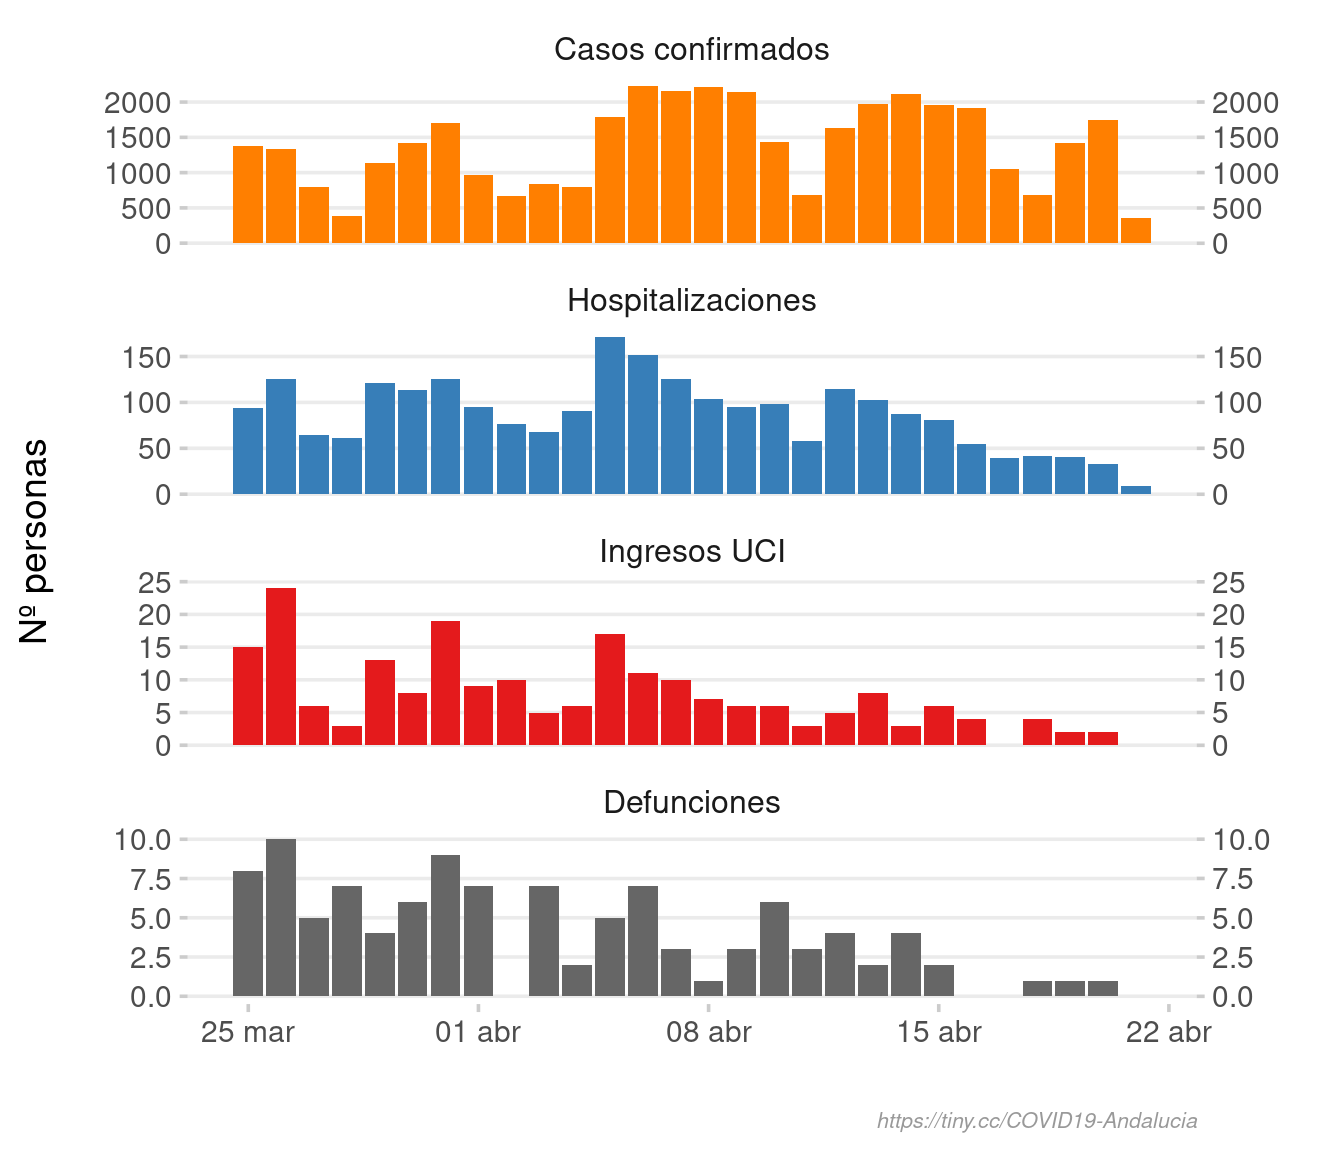 Casos confirmados
2000 2000
1500 1500
1000 1000
500 500
0 0
Hospitalizaciones
150 150
100 100
50 50
0 0
Nº personas
Ingresos UCI
25 25
20 20
15 15
10 10
5 5
0 0
Defunciones
10.0 10.0
7.5 7.5
5.0 5.0
2.5 2.5
0.0 0.0
25 mar 01 abr 08 abr 15 abr 22 abr
https://tiny.cc/COVID19-Andalucia